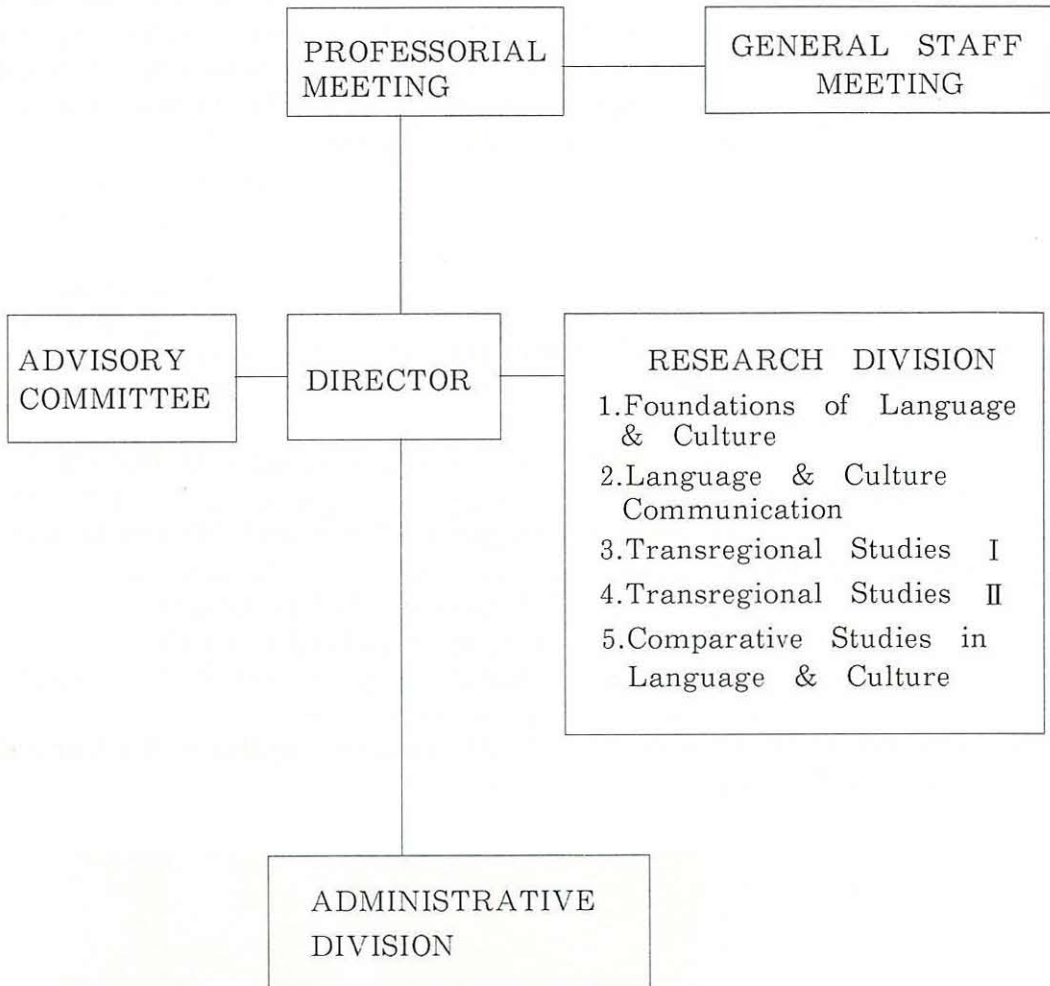 PROFESSORIAL
MEETING
GENERAL STAFF
MEETING
ADVISORY
COMMITTEE
DIRECTOR
RESEARCH DIVISION
1.Foundations of Language
& Culture
2.Language & Culture
Communication
3.Transregional Studies Ⅰ
4.Transregional Studies Ⅱ
5.Comparative Studies in
Language & Culture
ADMINISTRATIVE
DIVISION